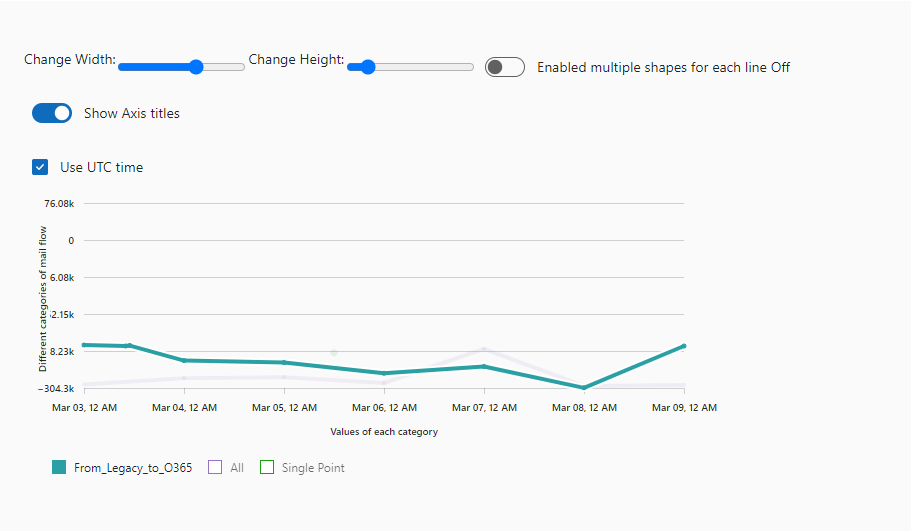 Change Width:
Change Height:
Enabled multiple shapes for each line Off
Show Axis titles
Use UTC time
76.08k
0
6.08k
2.15k
8.23k
−304.3k
Different categories of mail flow
Mar 03, 12 AM
Mar 04, 12 AM
Mar 05, 12 AM
Mar 06, 12 AM
Mar 07, 12 AM
Mar 08, 12 AM
Mar 09, 12 AM
Values of each category
From_Legacy_to_O365
All
Single Point